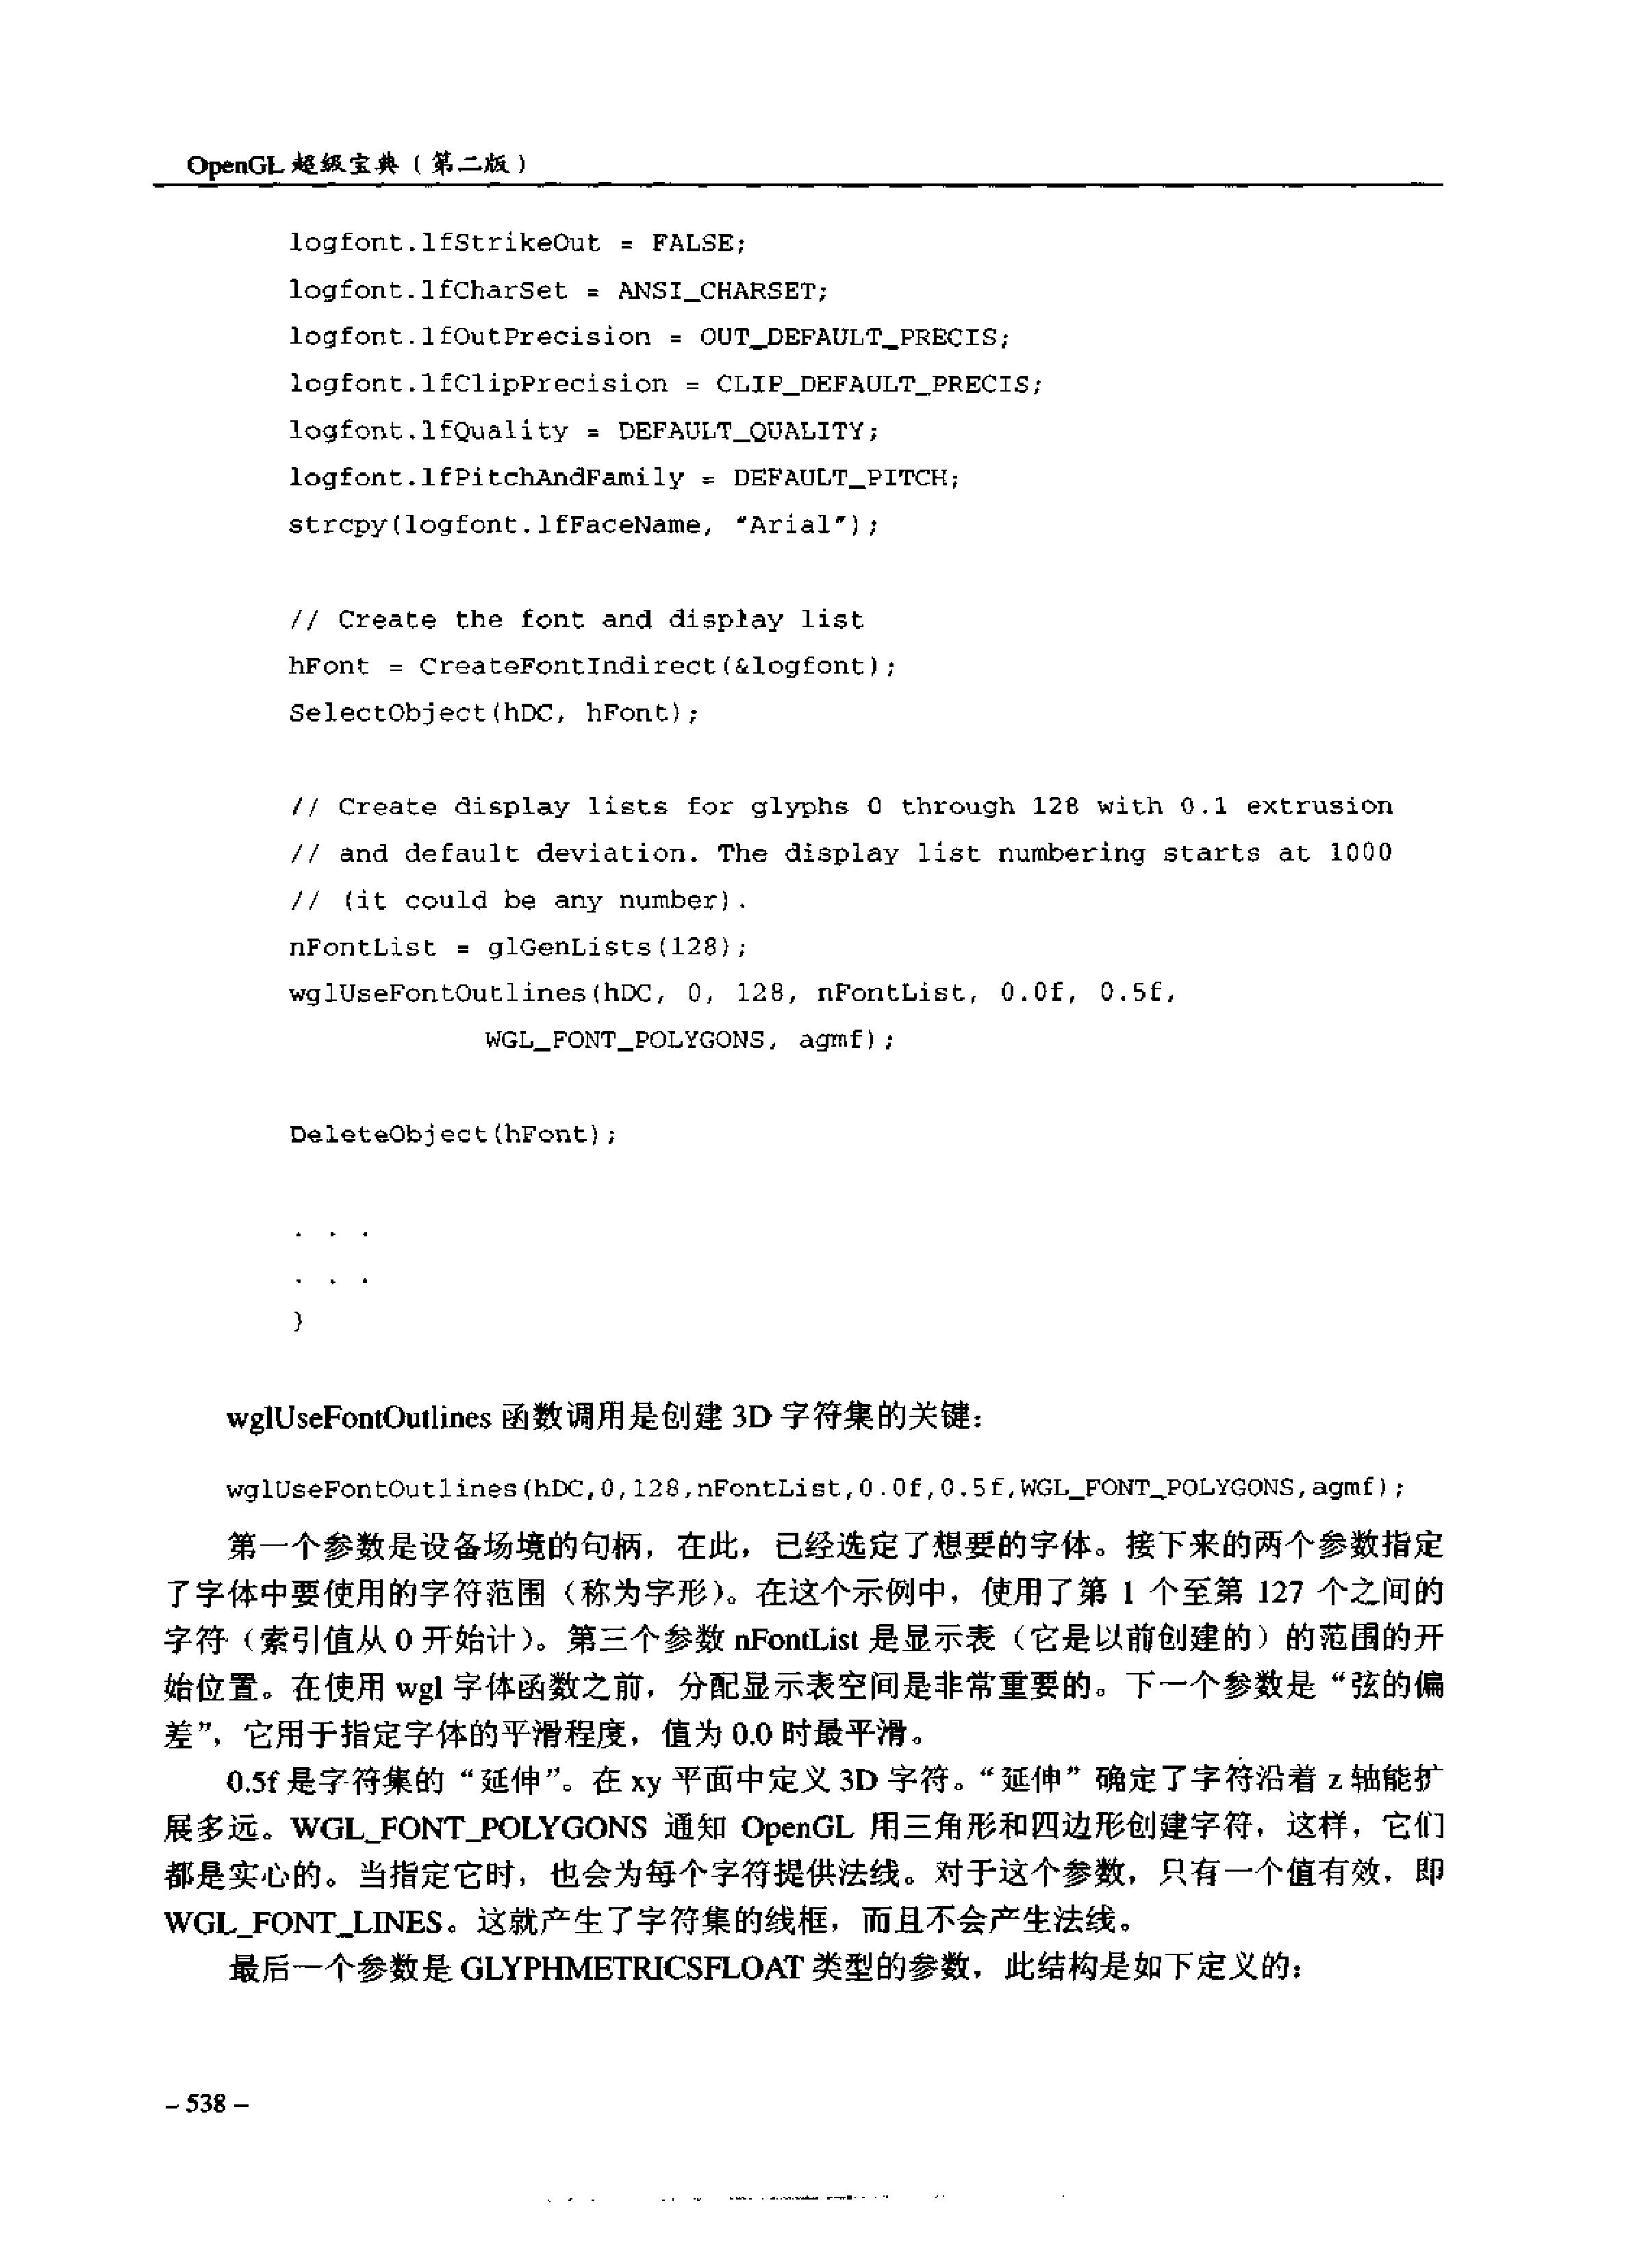 OpenGL 超级宝典（第二版）
logfont.lfStrikeOut = FALSE;
logfont.lfCharSet = ANSI_CHARSET;
logfont.lfOutPrecision = OUT_DEFAULT_PRECIS;
logfont.lfClipPrecision = CLIP_DEFAULT_PRECIS;
logfont.lfQuality = DEFAULT_QUALITY;
logfont.lfPitchAndFamily = DEFAULT_PITCH;
strcpy(logfont.lfFaceName, "Arial");
// Create the font and display list
hFont = CreateFontIndirect(&logfont);
SelectObject(hDC, hFont);
// Create display lists for glyphs 0 through 128 with 0.1 extrusion
// and default deviation. The display list numbering starts at 1000
// (it could be any number).
nFontList = glGenLists(128);
wglUseFontOutlines(hDC, 0, 128, nFontList, 0.0f, 0.5f,
WGL_FONT_POLYGONS, agmf);
DeleteObject(hFont);
. . .
. . .
}
wglUseFontOutlines 函数调用是创建 3D 字符集的关键：
wglUseFontOutlines(hDC,0,128,nFontList,0.0f,0.5f,WGL_FONT_POLYGONS,agmf);
第一个参数是设备场境的句柄，在此，已经选定了想要的字体。接下来的两个参数指定
了字体中要使用的字符范围（称为字形）。在这个示例中，使用了第 1 个至第 127 个之间的
字符（索引值从 0 开始计）。第三个参数 nFontList 是显示表（它是以前创建的）的范围的开
始位置。在使用 wgl 字体函数之前，分配显示表空间是非常重要的。下一个参数是“弦的偏
差”，它用于指定字体的平滑程度，值为 0.0 时最平滑。
0.5f 是字符集的“延伸”。在 xy 平面中定义 3D 字符。“延伸”确定了字符沿着 z 轴能扩
展多远。WGL_FONT_POLYGONS 通知 OpenGL 用三角形和四边形创建字符，这样，它们
都是实心的。当指定它时，也会为每个字符提供法线。对于这个参数，只有一个值有效，即
WGL_FONT_LINES。这就产生了字符集的线框，而且不会产生法线。
最后一个参数是 GLYPHMETRICSFLOAT 类型的参数，此结构是如下定义的：
– 538 –